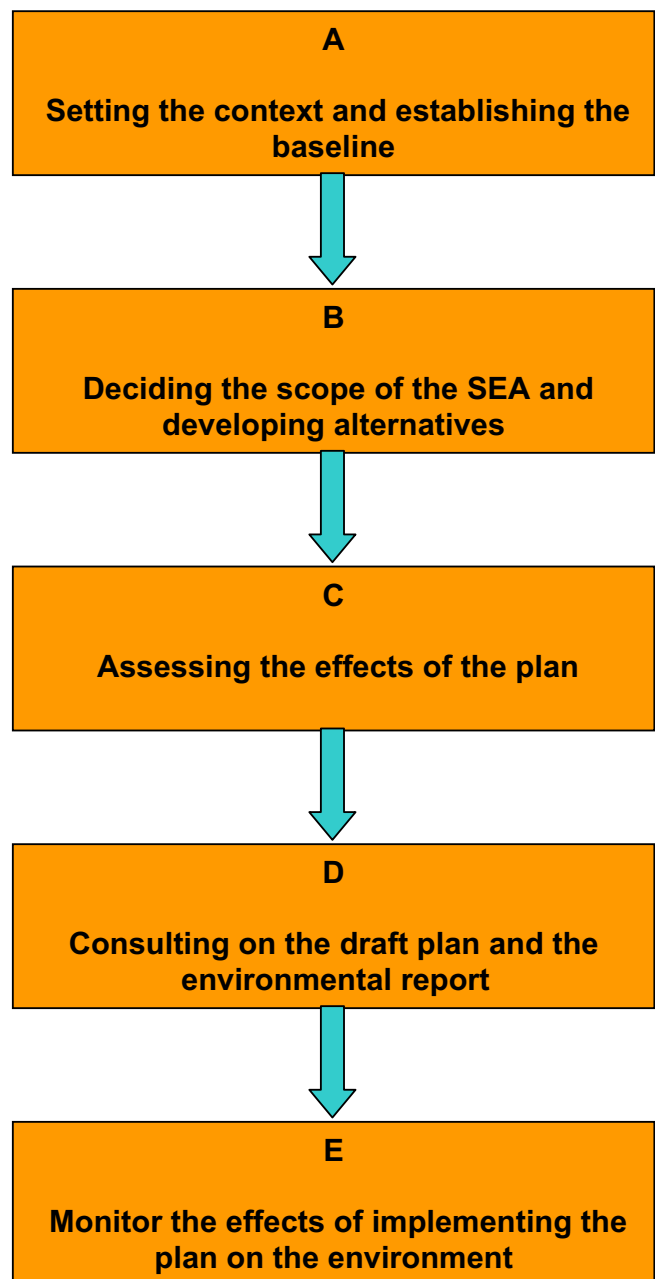 A
Setting the context and establishing the
baseline
B
Deciding the scope of the SEA and
developing alternatives
C
Assessing the effects of the plan
D
Consulting on the draft plan and the
environmental report
E
Monitor the effects of implementing the
plan on the environment